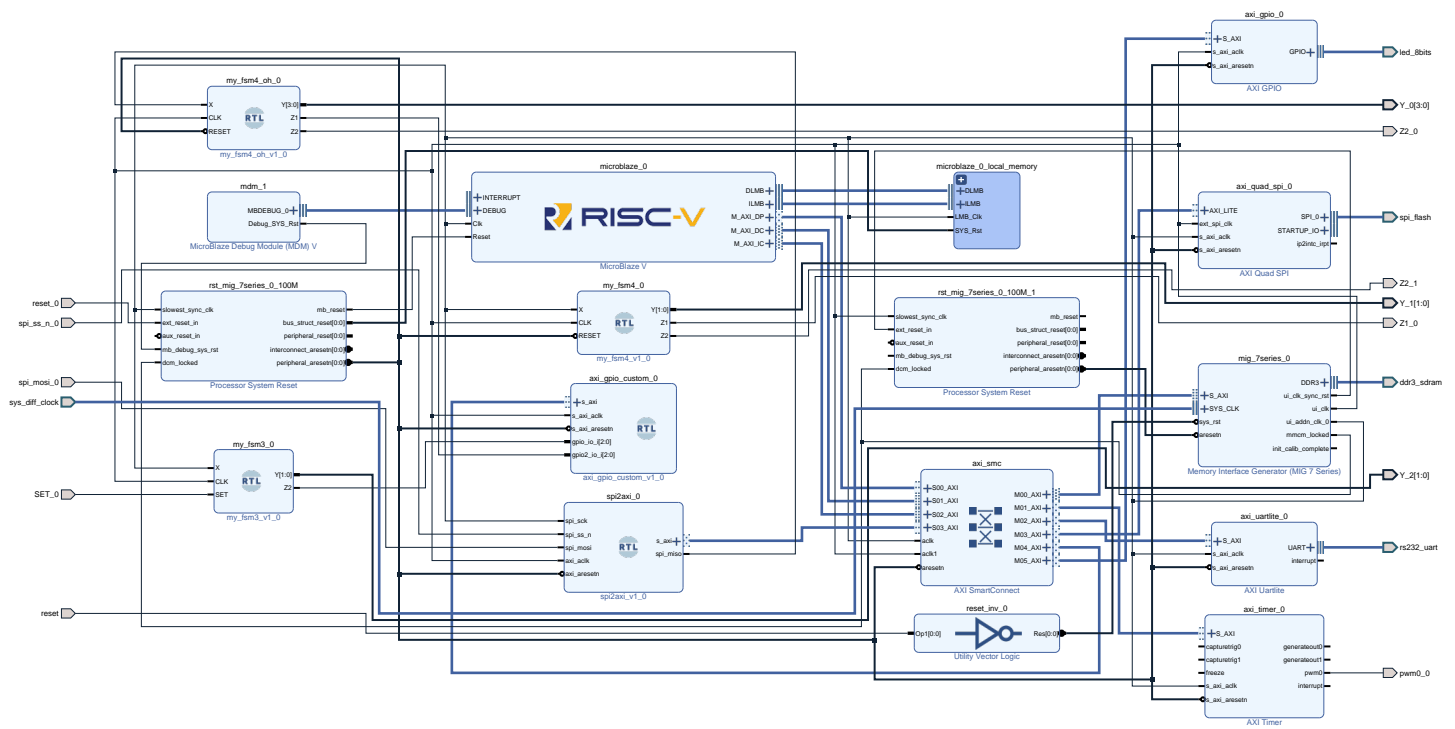 axi_gpio_0
S_AXI
s_axi_aclk
s_axi_aresetn
GPIO
AXI GPIO
led_8bits
my_fsm4_oh_0
X
CLK
RESET
RTL
Y[3:0]
Z1
Z2
my_fsm4_oh_v1_0
Y_0[3:0]
Z2_0
mdm_1
MBDEBUG_0
Debug_SYS_Rst
MicroBlaze Debug Module (MDM) V
microblaze_0
INTERRUPT
DEBUG
Clk
Reset
RISC-V
DLMB
ILMB
M_AXI_DP
M_AXI_DC
M_AXI_IC
MicroBlaze V
microblaze_0_local_memory
DLMB
ILMB
LMB_Clk
SYS_Rst
axi_quad_spi_0
AXI_LITE
ext_spi_clk
s_axi_aclk
s_axi_aresetn
SPI_0
STARTUP_IO
ip2intc_irpt
AXI Quad SPI
spi_flash
Z2_1
Y_1[1:0]
Z1_0
reset_0
spi_ss_n_0
rst_mig_7series_0_100M
slowest_sync_clk
ext_reset_in
aux_reset_in
mb_debug_sys_rst
dcm_locked
mb_reset
bus_struct_reset[0:0]
peripheral_reset[0:0]
interconnect_aresetn[0:0]
peripheral_aresetn[0:0]
Processor System Reset
my_fsm4_0
X
CLK
RESET
RTL
Y[1:0]
Z1
Z2
my_fsm4_v1_0
rst_mig_7series_0_100M_1
slowest_sync_clk
ext_reset_in
aux_reset_in
mb_debug_sys_rst
dcm_locked
mb_reset
bus_struct_reset[0:0]
peripheral_reset[0:0]
interconnect_aresetn[0:0]
peripheral_aresetn[0:0]
Processor System Reset
mig_7series_0
S_AXI
SYS_CLK
sys_rst
aresetn
DDR3
ui_clk_sync_rst
ui_clk
ui_addn_clk_0
mmcm_locked
init_calib_complete
Memory Interface Generator (MIG 7 Series)
ddr3_sdram
spi_mosi_0
sys_diff_clock
axi_gpio_custom_0
s_axi
s_axi_aclk
s_axi_aresetn
gpio_io_i[2:0]
gpio2_io_i[2:0]
RTL
axi_gpio_custom_v1_0
my_fsm3_0
X
CLK
SET
RTL
Y[1:0]
Z2
my_fsm3_v1_0
SET_0
Y_2[1:0]
spi2axi_0
spi_sck
spi_ss_n
spi_mosi
axi_aclk
axi_aresetn
RTL
s_axi
spi_miso
spi2axi_v1_0
axi_smc
S00_AXI
S01_AXI
S02_AXI
S03_AXI
aclk
aclk1
aresetn
M00_AXI
M01_AXI
M02_AXI
M03_AXI
M04_AXI
M05_AXI
AXI SmartConnect
axi_uartlite_0
S_AXI
s_axi_aclk
s_axi_aresetn
UART
interrupt
AXI Uartlite
rs232_uart
reset
reset_inv_0
Op1[0:0]
Res[0:0]
Utility Vector Logic
axi_timer_0
S_AXI
capturetrig0
capturetrig1
freeze
s_axi_aclk
s_axi_aresetn
generateout0
generateout1
pwm0
interrupt
AXI Timer
pwm0_0